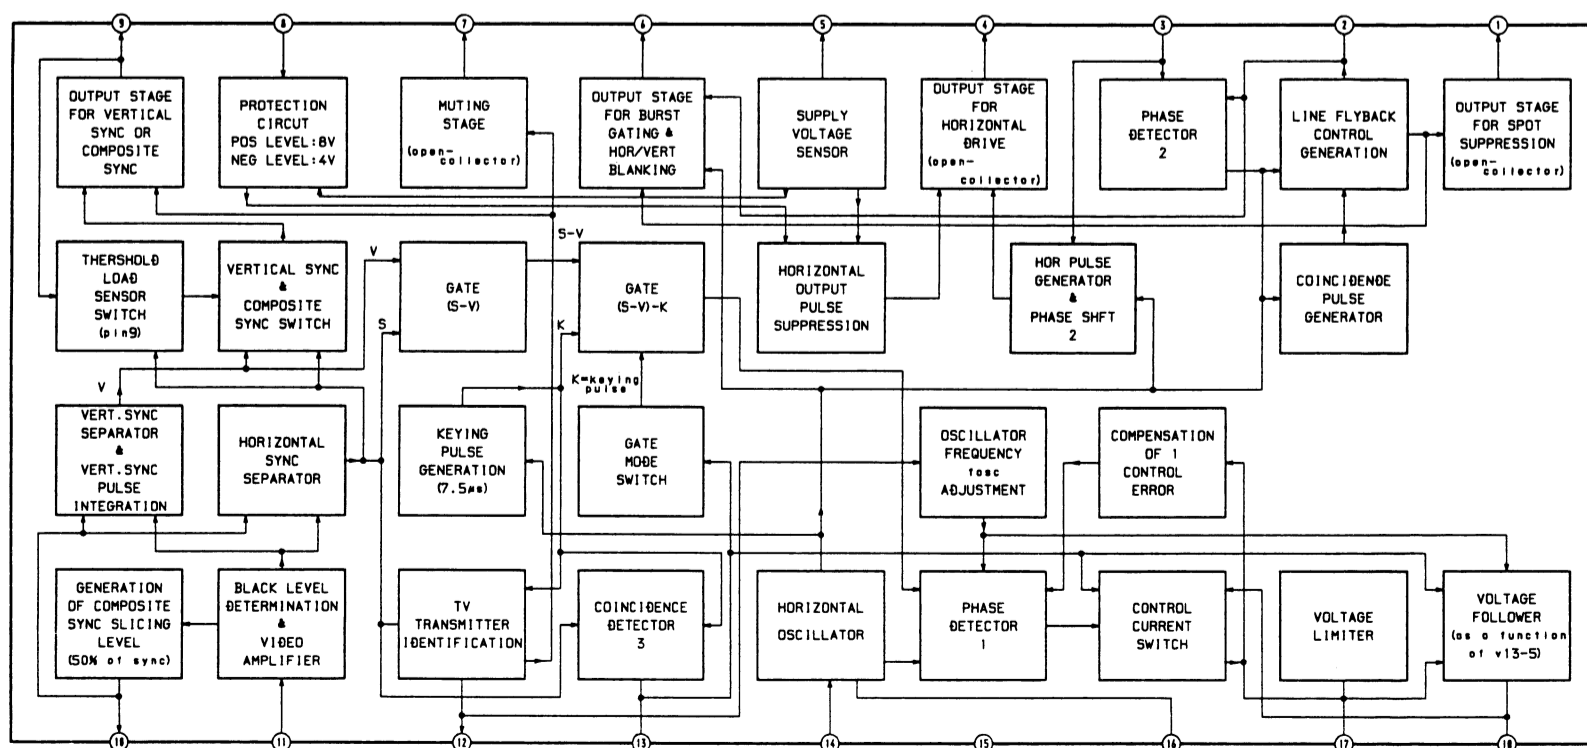 9 8 7 6 5 4 3 2 1
OUTPUT STAGE
FOR VERTICAL
SYNC OR
COMPOSITE
SYNC
PROTECTION
CIRCUT
POS LEVEL:8V
NEG LEVEL:4V
MUTING
STAGE
(open-
collector)
OUTPUT STAGE
FOR BURST
GATING &
HOR/VERT
BLANKING
SUPPLY
VOLTAGE
SENSOR
OUTPUT STAGE
FOR
HORIZONTAL
DRIVE
(open-
collector)
PHASE
DETECTOR
2
LINE FLYBACK
CONTROL
GENERATION
OUTPUT STAGE
FOR SPOT
SUPPRESSION
(open-
collector)
THERSHOLD
LOAD
SENSOR
SWITCH
(pin9)
VERTICAL SYNC
&
COMPOSITE
SYNC SWITCH
V
S
GATE
(S-V)
S-V
K
GATE
(S-V)-K
HORIZONTAL
OUTPUT
PULSE
SUPPRESSION
HOR PULSE
GENERATOR
&
PHASE SHFT
2
COINCIDENDE
PULSE
GENERATOR
V
K=keying
pulse
VERT.SYNC
SEPARATOR
&
VERT.SYNC
PULSE
INTEGRATION
HORIZONTAL
SYNC
SEPARATOR
KEYING
PULSE
GENERATION
(7.5µs)
GATE
MODE
SWITCH
OSCILLATOR
FREQUENCY
fosc
ADJUSTMENT
COMPENSATION
OF 1
CONTROL
ERROR
GENERATION
OF COMPOSITE
SYNC SLICING
LEVEL
(50% of sync)
BLACK LEVEL
DETERMINATION
&
VIDEO
AMPLIFIER
TV
TRANSMITTER
IDENTIFICATION
COINCIDENCE
DETECTOR
3
HORIZONTAL
OSCILLATOR
PHASE
DETECTOR
1
CONTROL
CURRENT
SWITCH
VOLTAGE
LIMITER
VOLTAGE
FOLLOWER
(as a function
of v13-5)
10 11 12 13 14 15 16 17 18